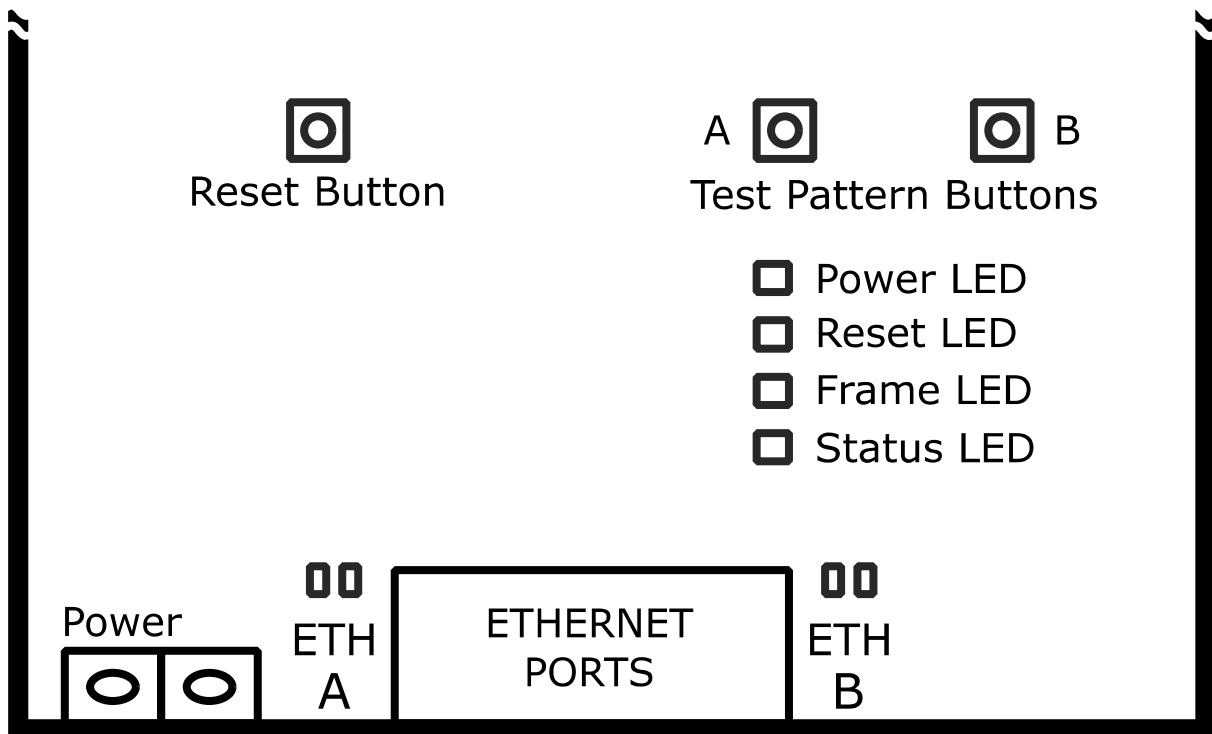 A
B
Reset Button
Test Pattern Buttons
Power LED
Reset LED
Frame LED
Status LED
Power
ETH
A
ETHERNET
PORTS
ETH
B